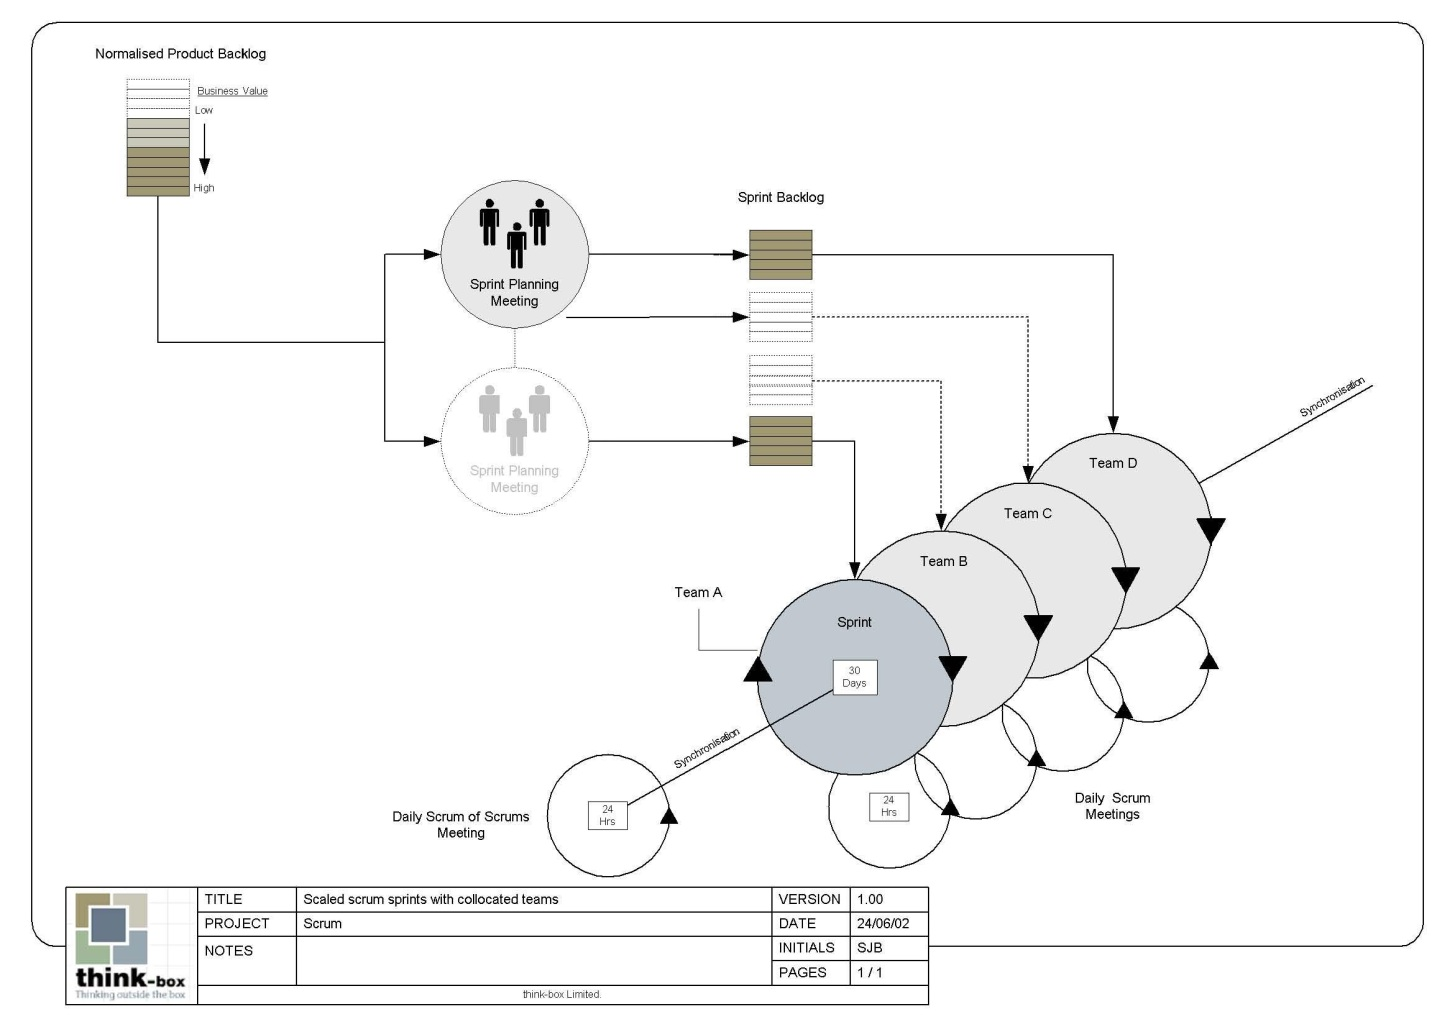 Normalised Product Backlog
Business Value
Low
High
Sprint Planning
Meeting
Sprint Planning
Meeting
Sprint Backlog
Synchronisation
Team D
Team C
Team B
Team A
Sprint
30
Days
Synchronisation
24
Hrs
Daily Scrum of Scrums
Meeting
24
Hrs
Daily Scrum
Meetings
think-box
Thinking outside the box
TITLE
Scaled scrum sprints with collocated teams
VERSION
1.00
PROJECT
Scrum
DATE
24/06/02
NOTES
INITIALS
SJB
PAGES
1 / 1
think-box Limited.